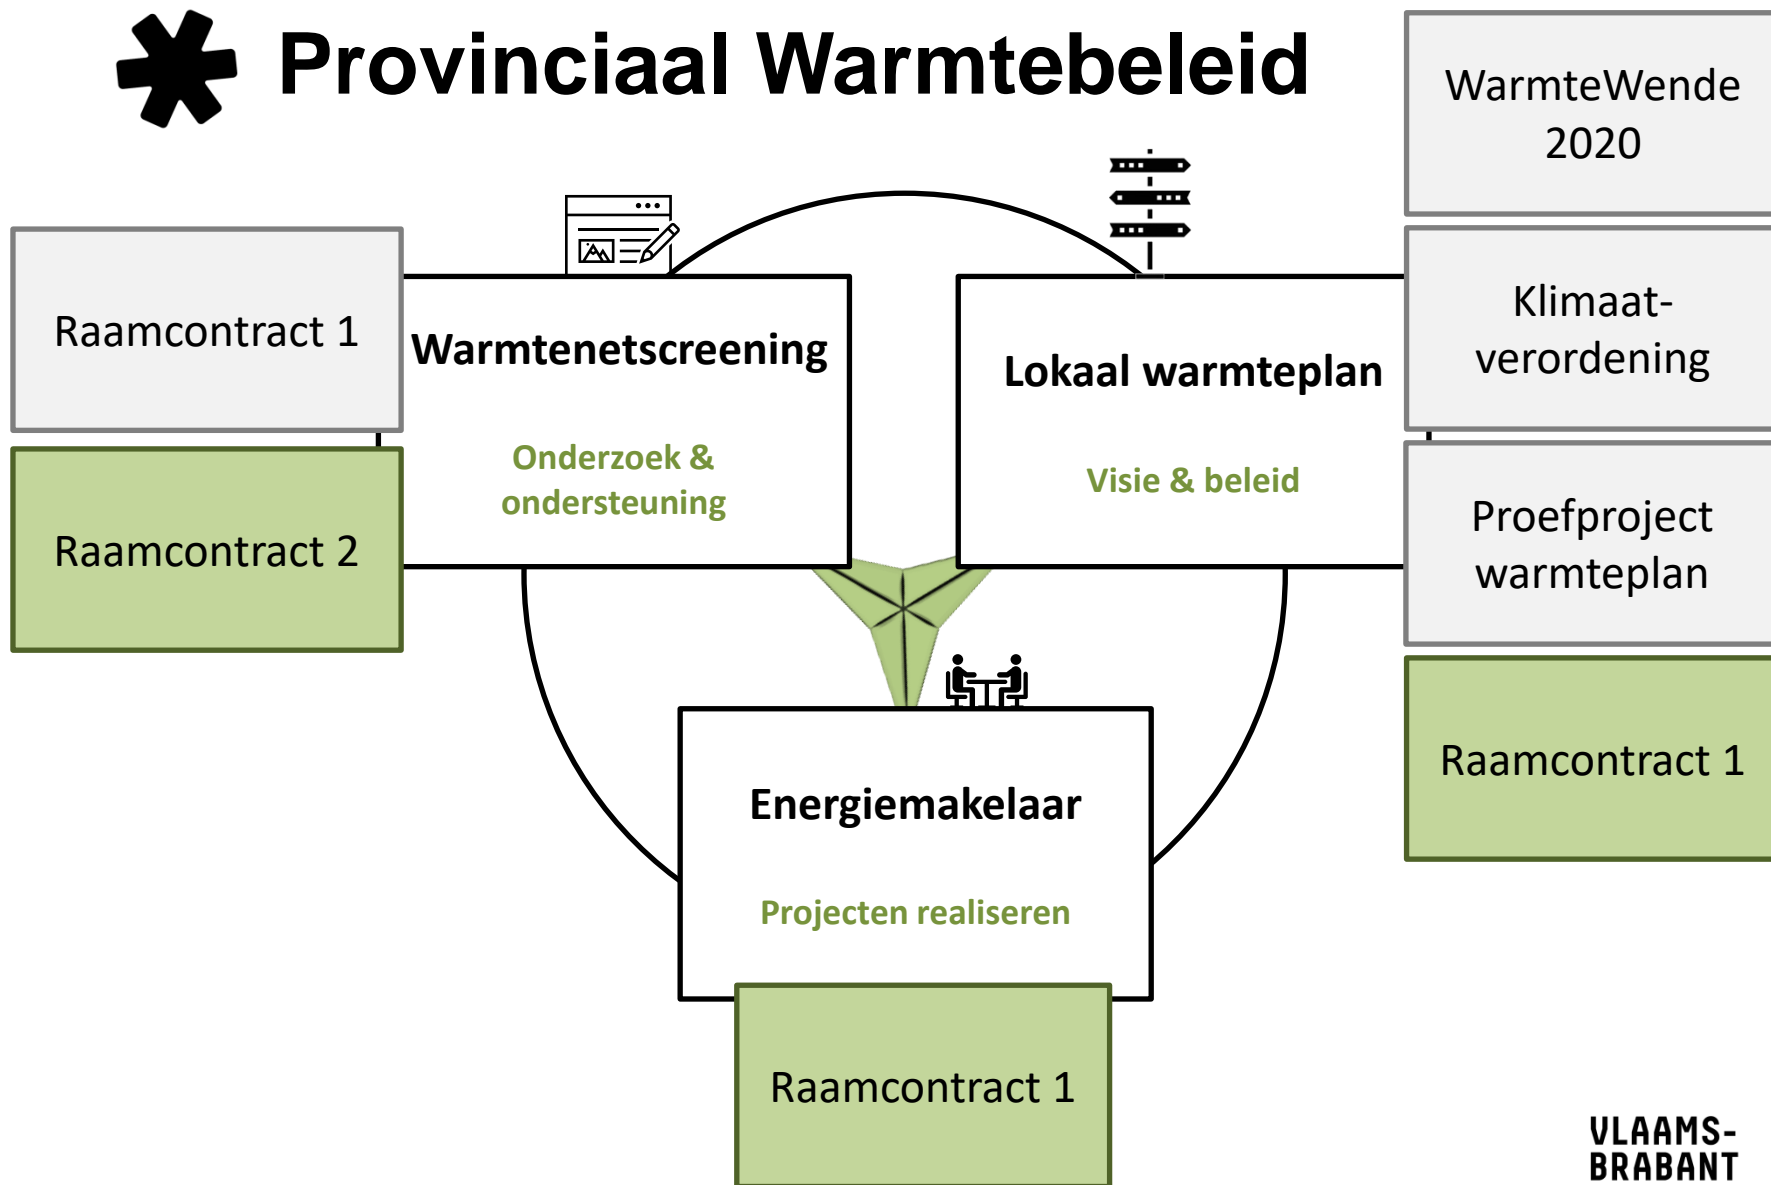 Provinciaal Warmtebeleid
WarmteWende
2020
Raamcontract 1
Raamcontract 2
Warmtenetscreening
Onderzoek &
ondersteuning
Lokaal warmteplan
Visie & beleid
Klimaat-
verordening
Proefproject
warmteplan
Raamcontract 1
Energiemakelaar
Projecten realiseren
Raamcontract 1
VLAAMS-
BRABANT